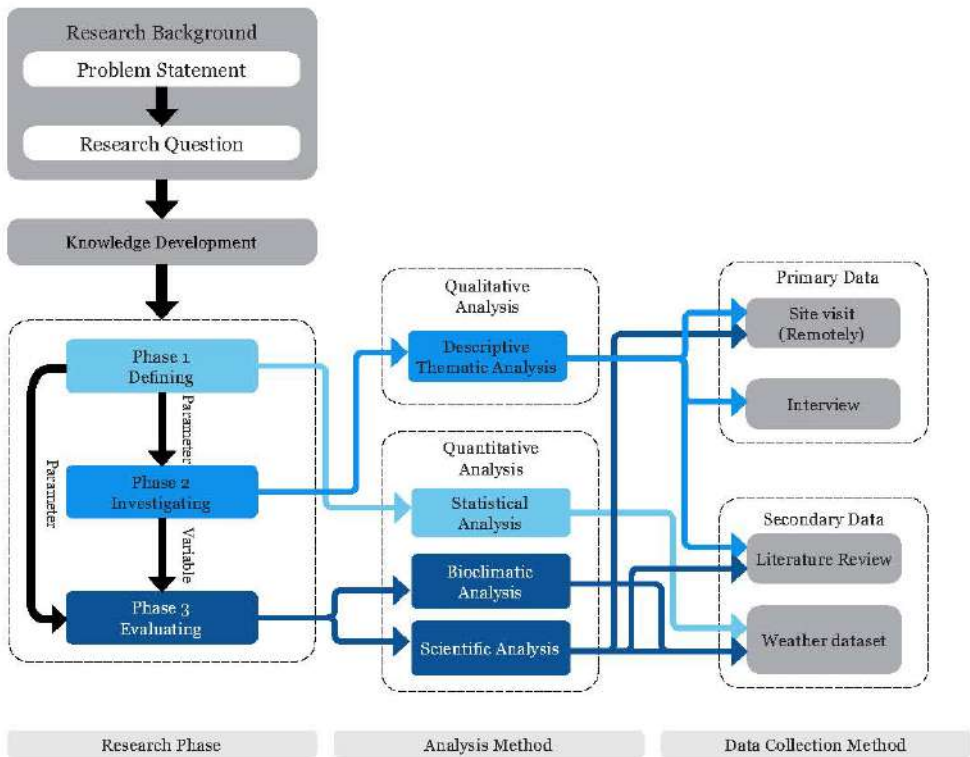 Research Background
Problem Statement
Research Question
Knowledge Development
Phase 1
Defining
Parameter
Parameter
Phase 2
Investigating
Variable
Phase 3
Evaluating
Qualitative
Analysis
Descriptive
Thematic Analysis
Quantitative
Analysis
Statistical
Analysis
Bioclimatic
Analysis
Scientific Analysis
Primary Data
Site visit
(Remotely)
Interview
Secondary Data
Literature Review
Weather dataset
Research Phase
Analysis Method
Data Collection Method